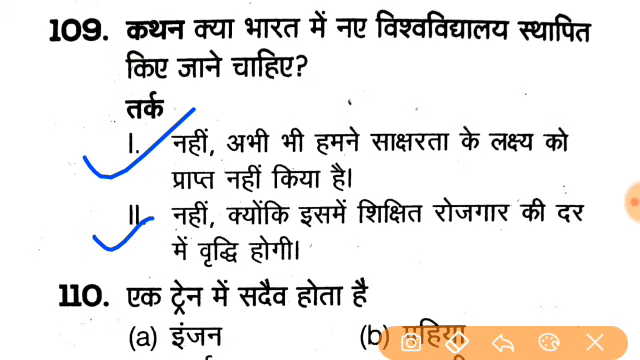 109. कथन क्या भारत में नए विश्वविद्यालय स्थापित
किए जाने चाहिए?
तर्क
I. नहीं, अभी भी हमने साक्षरता के लक्ष्य को
प्राप्त नहीं किया है।
II. नहीं, क्योंकि इसमें शिक्षित रोजगार की दर
में वृद्धि होगी।
110. एक ट्रेन में सदैव होता है
(a) इंजन (b) पहिया